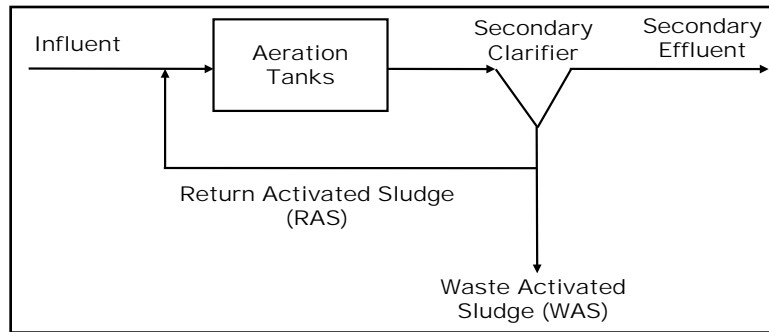 Influent
Aeration
Tanks
Secondary
Clarifier
Secondary
Effluent
Return Activated Sludge
(RAS)
Waste Activated
Sludge (WAS)